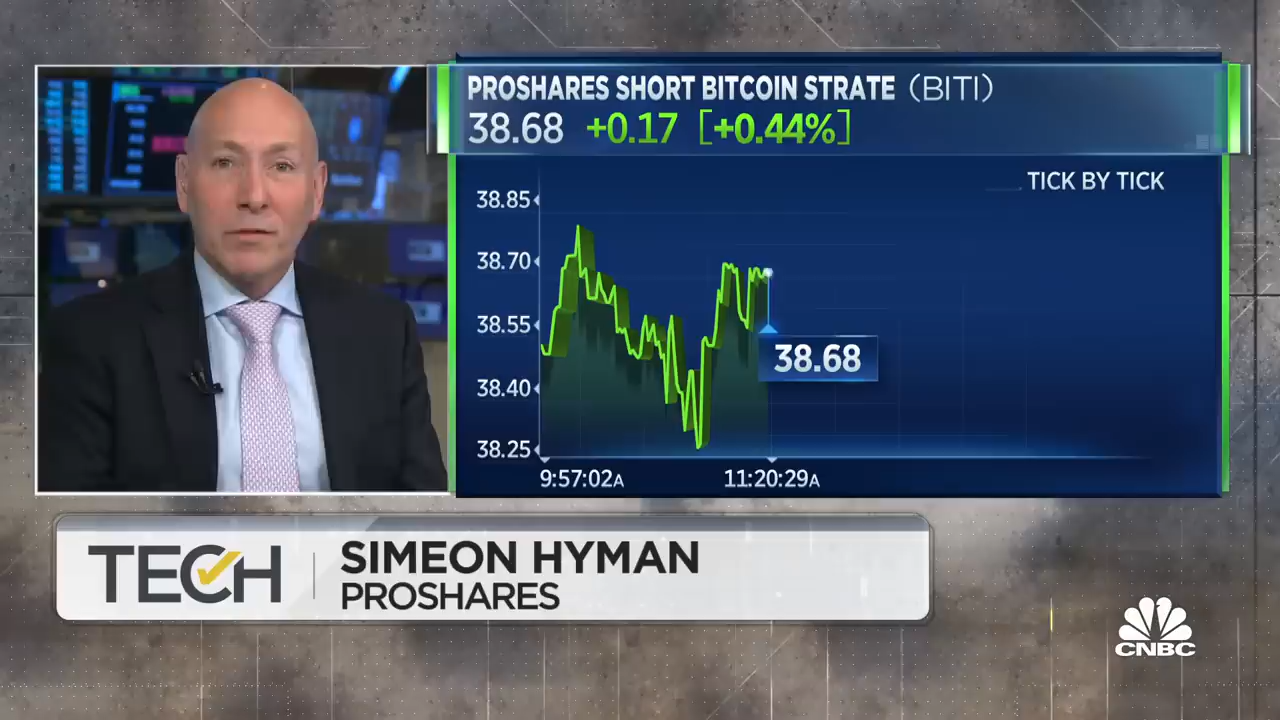 PROSHARES SHORT BITCOIN STRATE (BITI)
38.68 +0.17 [+0.44%]
TICK BY TICK
38.85
38.70
38.55
38.40
38.25
38.68
9:57:02A
11:20:29A
TECH
SIMEON HYMAN
PROSHARES
CNBC